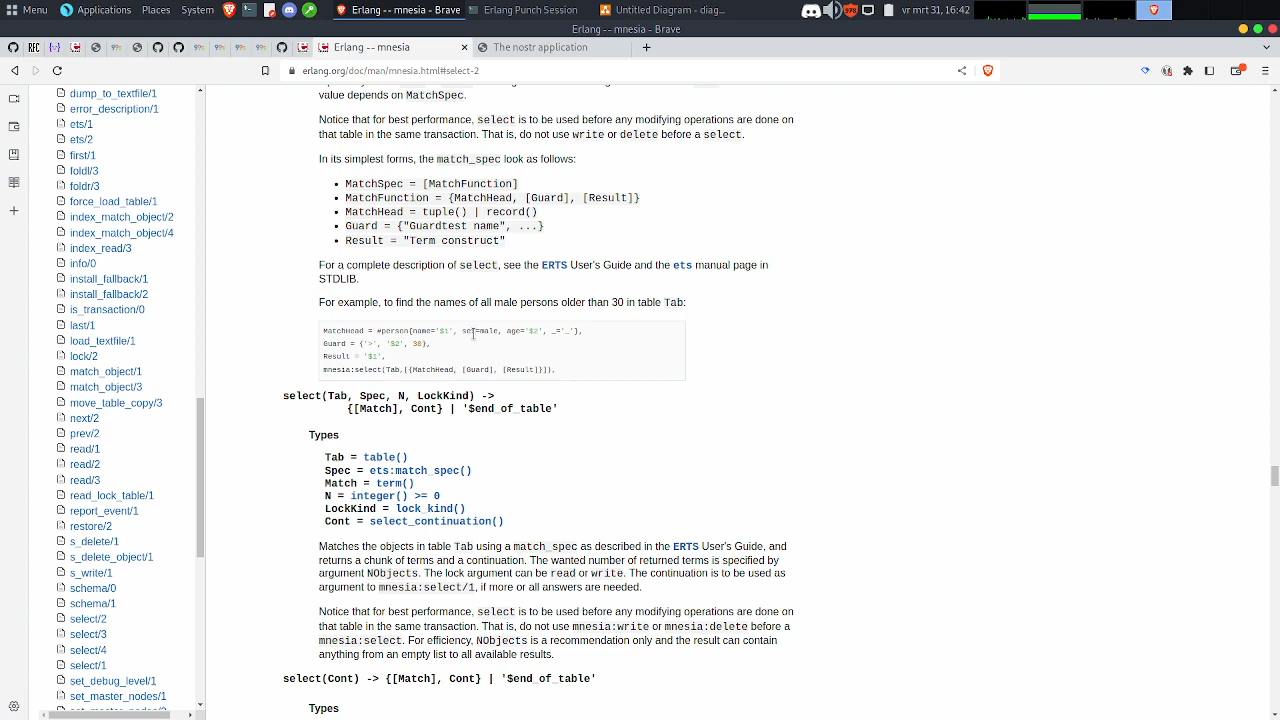 Menu Applications Places System Erlang -- mnesia - Brave Erlang Punch Session Untitled Diagram - diag... 678 vr mrt 31, 16:42
Erlang -- mnesia - Brave
Erlang -- mnesia × The nostr application +
erlang.org/doc/man/mnesia.html#select-2
dump_to_textfile/1
error_description/1
ets/1
ets/2
first/1
foldl/3
foldr/3
force_load_table/1
index_match_object/2
index_match_object/4
index_read/3
info/0
install_fallback/1
install_fallback/2
is_transaction/0
last/1
load_textfile/1
lock/2
match_object/1
match_object/3
move_table_copy/3
next/2
prev/2
read/1
read/2
read/3
read_lock_table/1
report_event/1
restore/2
s_delete/1
s_delete_object/1
s_write/1
schema/0
schema/1
select/2
select/3
select/4
select/1
set_debug_level/1
set_master_nodes/1
value depends on MatchSpec.
Notice that for best performance, select is to be used before any modifying operations are done on
that table in the same transaction. That is, do not use write or delete before a select.
In its simplest forms, the match_spec look as follows:
• MatchSpec = [MatchFunction]
• MatchFunction = {MatchHead, [Guard], [Result]}
• MatchHead = tuple() | record()
• Guard = {"Guardtest name", ...}
• Result = "Term construct"
For a complete description of select, see the ERTS User's Guide and the ets manual page in
STDLIB.
For example, to find the names of all male persons older than 30 in table Tab:
MatchHead = #person{name='$1', sex=male, age='$2', _='_'},
Guard = {'>', '$2', 30},
Result = '$1',
mnesia:select(Tab,[{MatchHead, [Guard], [Result]}]),
select(Tab, Spec, N, LockKind) ->
{[Match], Cont} | '$end_of_table'
Types
Tab = table()
Spec = ets:match_spec()
Match = term()
N = integer() >= 0
LockKind = lock_kind()
Cont = select_continuation()
Matches the objects in table Tab using a match_spec as described in the ERTS User's Guide, and
returns a chunk of terms and a continuation. The wanted number of returned terms is specified by
argument NObjects. The lock argument can be read or write. The continuation is to be used as
argument to mnesia:select/1, if more or all answers are needed.
Notice that for best performance, select is to be used before any modifying operations are done on
that table in the same transaction. That is, do not use mnesia:write or mnesia:delete before a
mnesia:select. For efficiency, NObjects is a recommendation only and the result can contain
anything from an empty list to all available results.
select(Cont) -> {[Match], Cont} | '$end_of_table'
Types